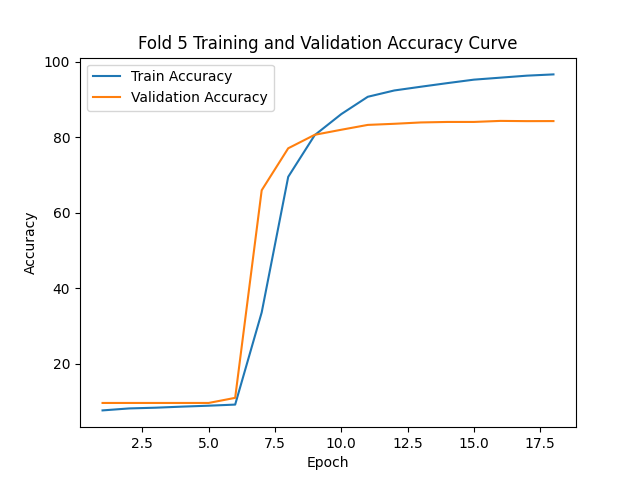 Fold 5 Training and Validation Accuracy Curve
Train Accuracy
Validation Accuracy
100
80
60
40
20
Accuracy
2.5
5.0
7.5
10.0
12.5
15.0
17.5
Epoch